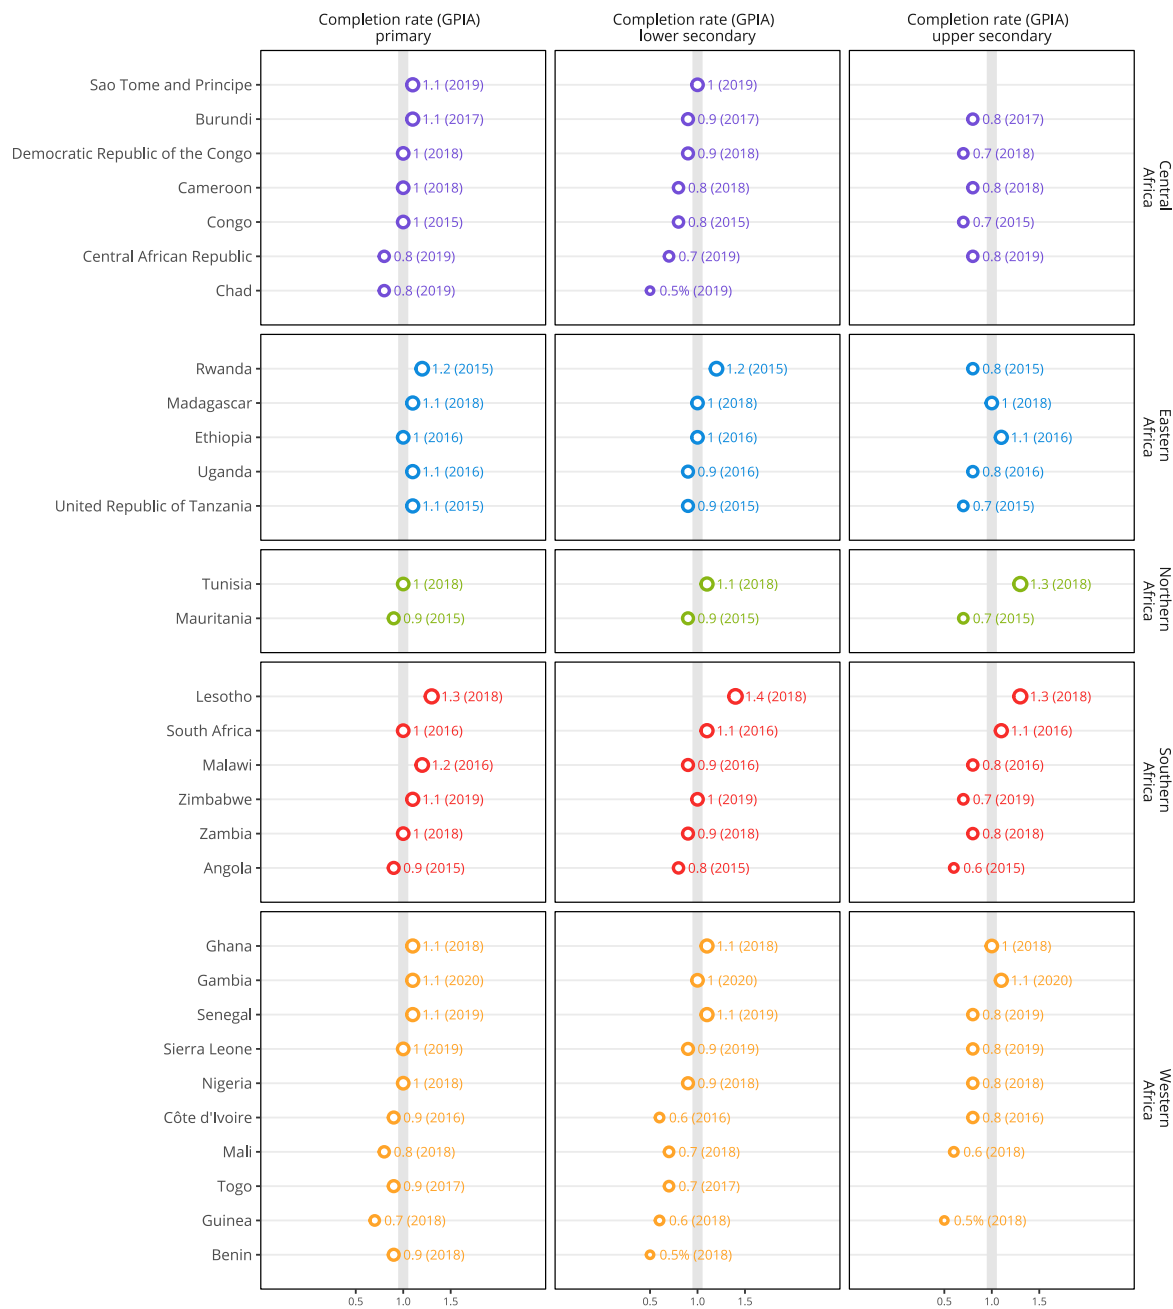 Completion rate (GPIA)
primary
Completion rate (GPIA)
lower secondary
Completion rate (GPIA)
upper secondary
Sao Tome and Principe 1.1 (2019) 1 (2019)
Burundi 1.1 (2017) 0.9 (2017) 0.8 (2017)
Democratic Republic of the Congo 1 (2018) 0.9 (2018) 0.7 (2018)
Cameroon 1 (2018) 0.8 (2018) 0.8 (2018)
Congo 1 (2015) 0.8 (2015) 0.7 (2015)
Central African Republic 0.8 (2019) 0.7 (2019) 0.8 (2019)
Chad 0.8 (2019) 0.5% (2019)
Central
Africa
Rwanda 1.2 (2015) 1.2 (2015) 0.8 (2015)
Madagascar 1.1 (2018) 1 (2018) 1 (2018)
Ethiopia 1 (2016) 1 (2016) 1.1 (2016)
Uganda 1.1 (2016) 0.9 (2016) 0.8 (2016)
United Republic of Tanzania 1.1 (2015) 0.9 (2015) 0.7 (2015)
Eastern
Africa
Tunisia 1 (2018) 1.1 (2018) 1.3 (2018)
Mauritania 0.9 (2015) 0.9 (2015) 0.7 (2015)
Northern
Africa
Lesotho 1.3 (2018) 1.4 (2018) 1.3 (2018)
South Africa 1 (2016) 1.1 (2016) 1.1 (2016)
Malawi 1.2 (2016) 0.9 (2016) 0.8 (2016)
Zimbabwe 1.1 (2019) 1 (2019) 0.7 (2019)
Zambia 1 (2018) 0.9 (2018) 0.8 (2018)
Angola 0.9 (2015) 0.8 (2015) 0.6 (2015)
Southern
Africa
Ghana 1.1 (2018) 1.1 (2018) 1 (2018)
Gambia 1.1 (2020) 1 (2020) 1.1 (2020)
Senegal 1.1 (2019) 1.1 (2019) 0.8 (2019)
Sierra Leone 1 (2019) 0.9 (2019) 0.8 (2019)
Nigeria 1 (2018) 0.9 (2018) 0.8 (2018)
Côte d'Ivoire 0.9 (2016) 0.6 (2016) 0.8 (2016)
Mali 0.8 (2018) 0.7 (2018) 0.6 (2018)
Togo 0.9 (2017) 0.7 (2017)
Guinea 0.7 (2018) 0.6 (2018) 0.5% (2018)
Benin 0.9 (2018) 0.5% (2018)
Western
Africa
0.5 1.0 1.5 0.5 1.0 1.5 0.5 1.0 1.5